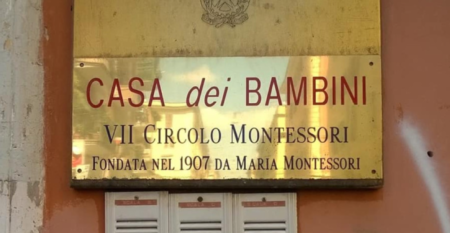 CASA dei BAMBINI
VII CIRCOLO MONTESSORI
FONDATA NEL 1907 DA MARIA MONTESSORI